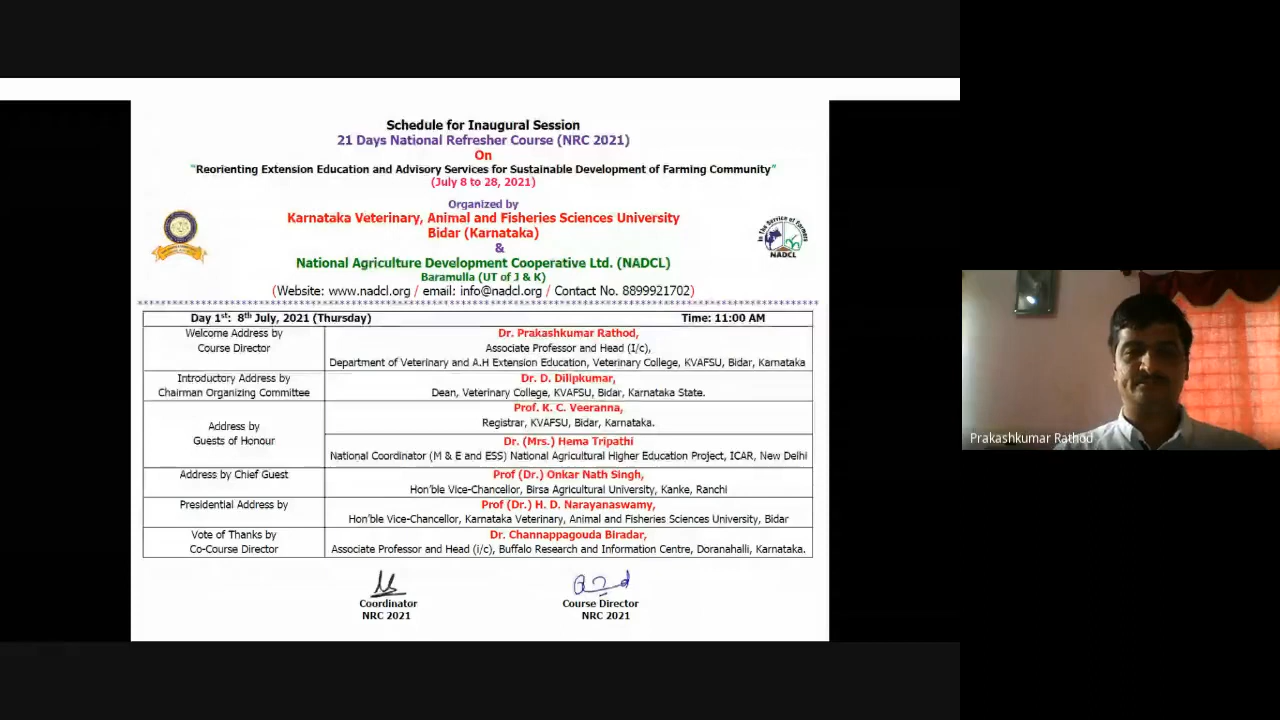 Schedule for Inaugural Session
21 Days National Refresher Course (NRC 2021)
On
"Reorienting Extension Education and Advisory Services for Sustainable Development of Farming Community"
(July 8 to 28, 2021)
Organized by
Karnataka Veterinary, Animal and Fisheries Sciences University
Bidar (Karnataka)
&
National Agriculture Development Cooperative Ltd. (NADCL)
Baramulla (UT of J & K)
(Website: www.nadcl.org / email: info@nadcl.org / Contact No. 8899921702)
In The Service of Farmers
NADCL
Day 1st: 8th July, 2021 (Thursday) Time: 11:00 AM
Welcome Address by
Course Director
Dr. Prakashkumar Rathod,
Associate Professor and Head (I/c),
Department of Veterinary and A.H Extension Education, Veterinary College, KVAFSU, Bidar, Karnataka
Introductory Address by
Chairman Organizing Committee
Dr. D. Dilipkumar,
Dean, Veterinary College, KVAFSU, Bidar, Karnataka State.
Address by
Guests of Honour
Prof. K. C. Veeranna,
Registrar, KVAFSU, Bidar, Karnataka.
Dr. (Mrs.) Hema Tripathi
National Coordinator (M & E and ESS) National Agricultural Higher Education Project, ICAR, New Delhi
Address by Chief Guest
Prof (Dr.) Onkar Nath Singh,
Hon'ble Vice-Chancellor, Birsa Agricultural University, Kanke, Ranchi
Presidential Address by
Prof (Dr.) H. D. Narayanaswamy,
Hon'ble Vice-Chancellor, Karnataka Veterinary, Animal and Fisheries Sciences University, Bidar
Vote of Thanks by
Co-Course Director
Dr. Channappagouda Biradar,
Associate Professor and Head (i/c), Buffalo Research and Information Centre, Doranahalli, Karnataka.
Coordinator
NRC 2021
Course Director
NRC 2021
Prakashkumar Rathod